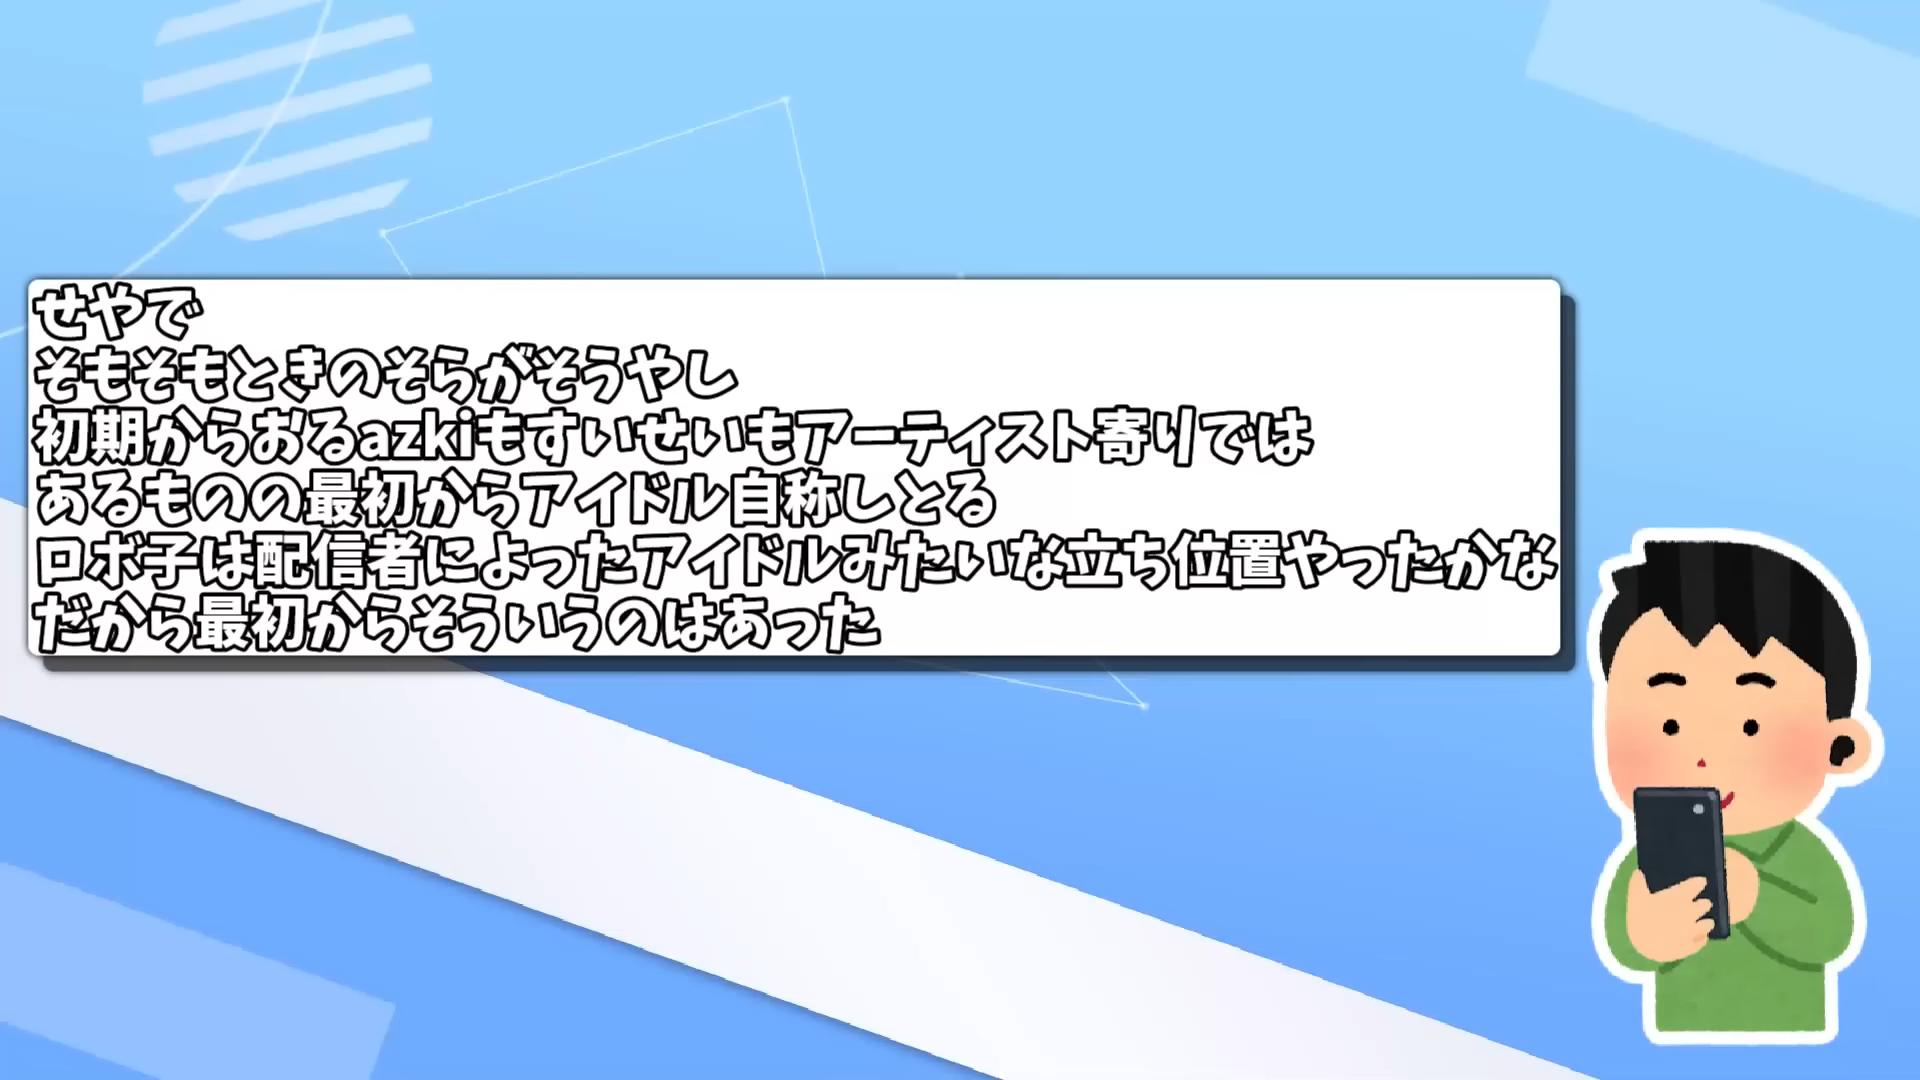 せやで
そもそもときのそらがそうやし
初期からおるazkiもすいせいもアーティスト寄りでは
あるものの最初からアイドル自称しとる
ロボ子は配信者によったアイドルみたいな立ち位置やったかな
だから最初からそういうのはあった